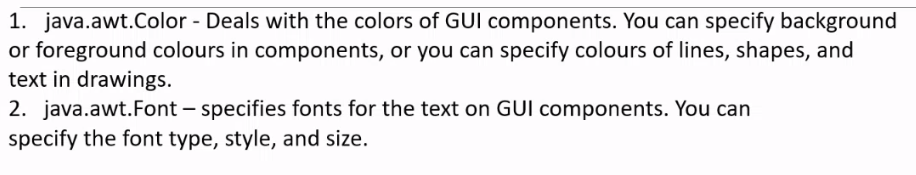 1. java.awt.Color - Deals with the colors of GUI components. You can specify background
or foreground colours in components, or you can specify colours of lines, shapes, and
text in drawings.
2. java.awt.Font – specifies fonts for the text on GUI components. You can
specify the font type, style, and size.